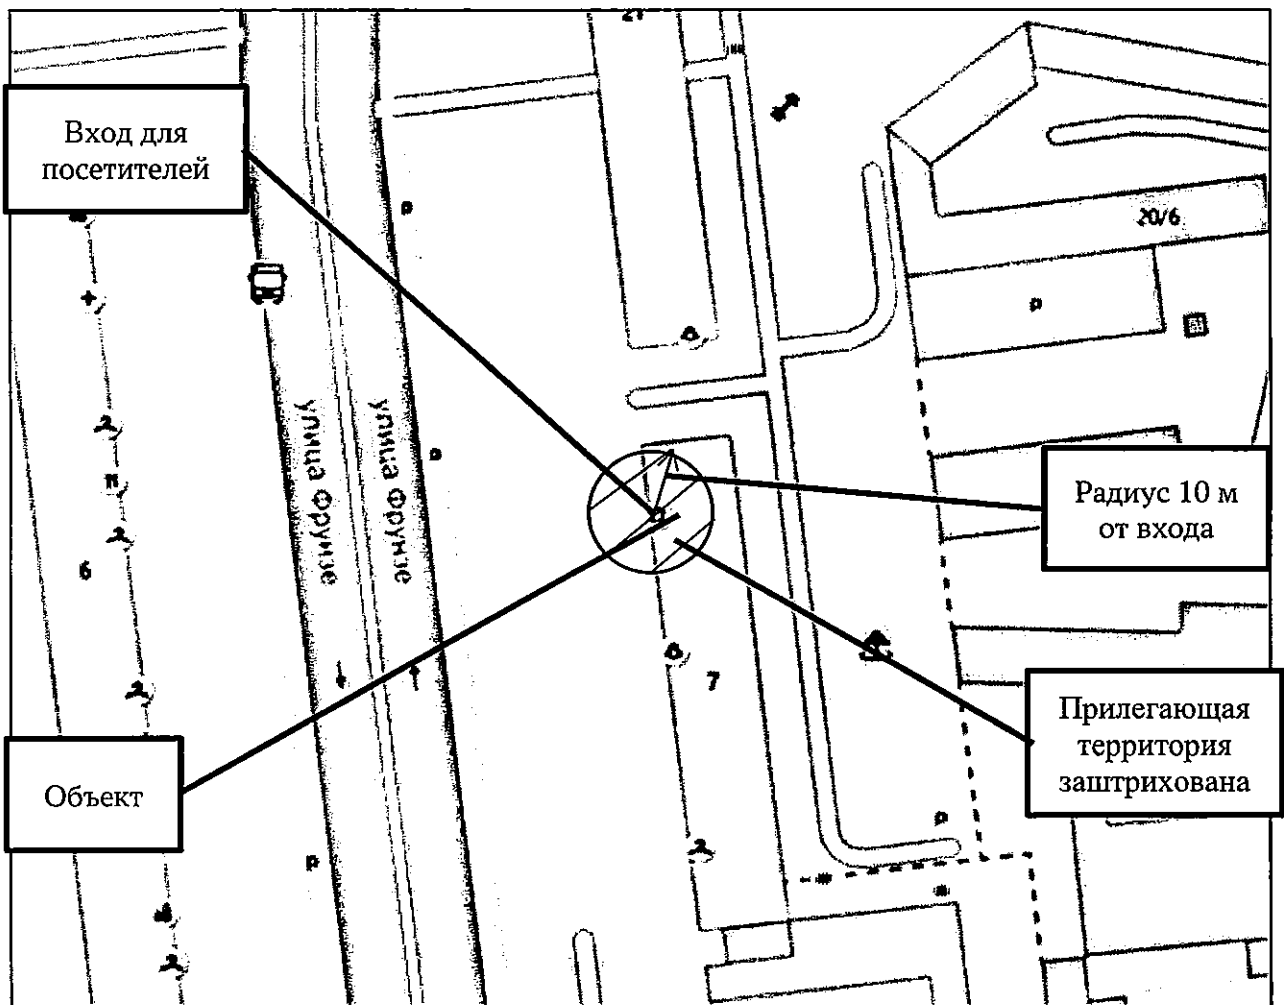 21
Вход для
посетителей
20/6
P
P
улица Фрунзе
улица Фрунзе
P
Радиус 10 м
от входа
6
7
Объект
Прилегающая
территория
заштрихована
P
P